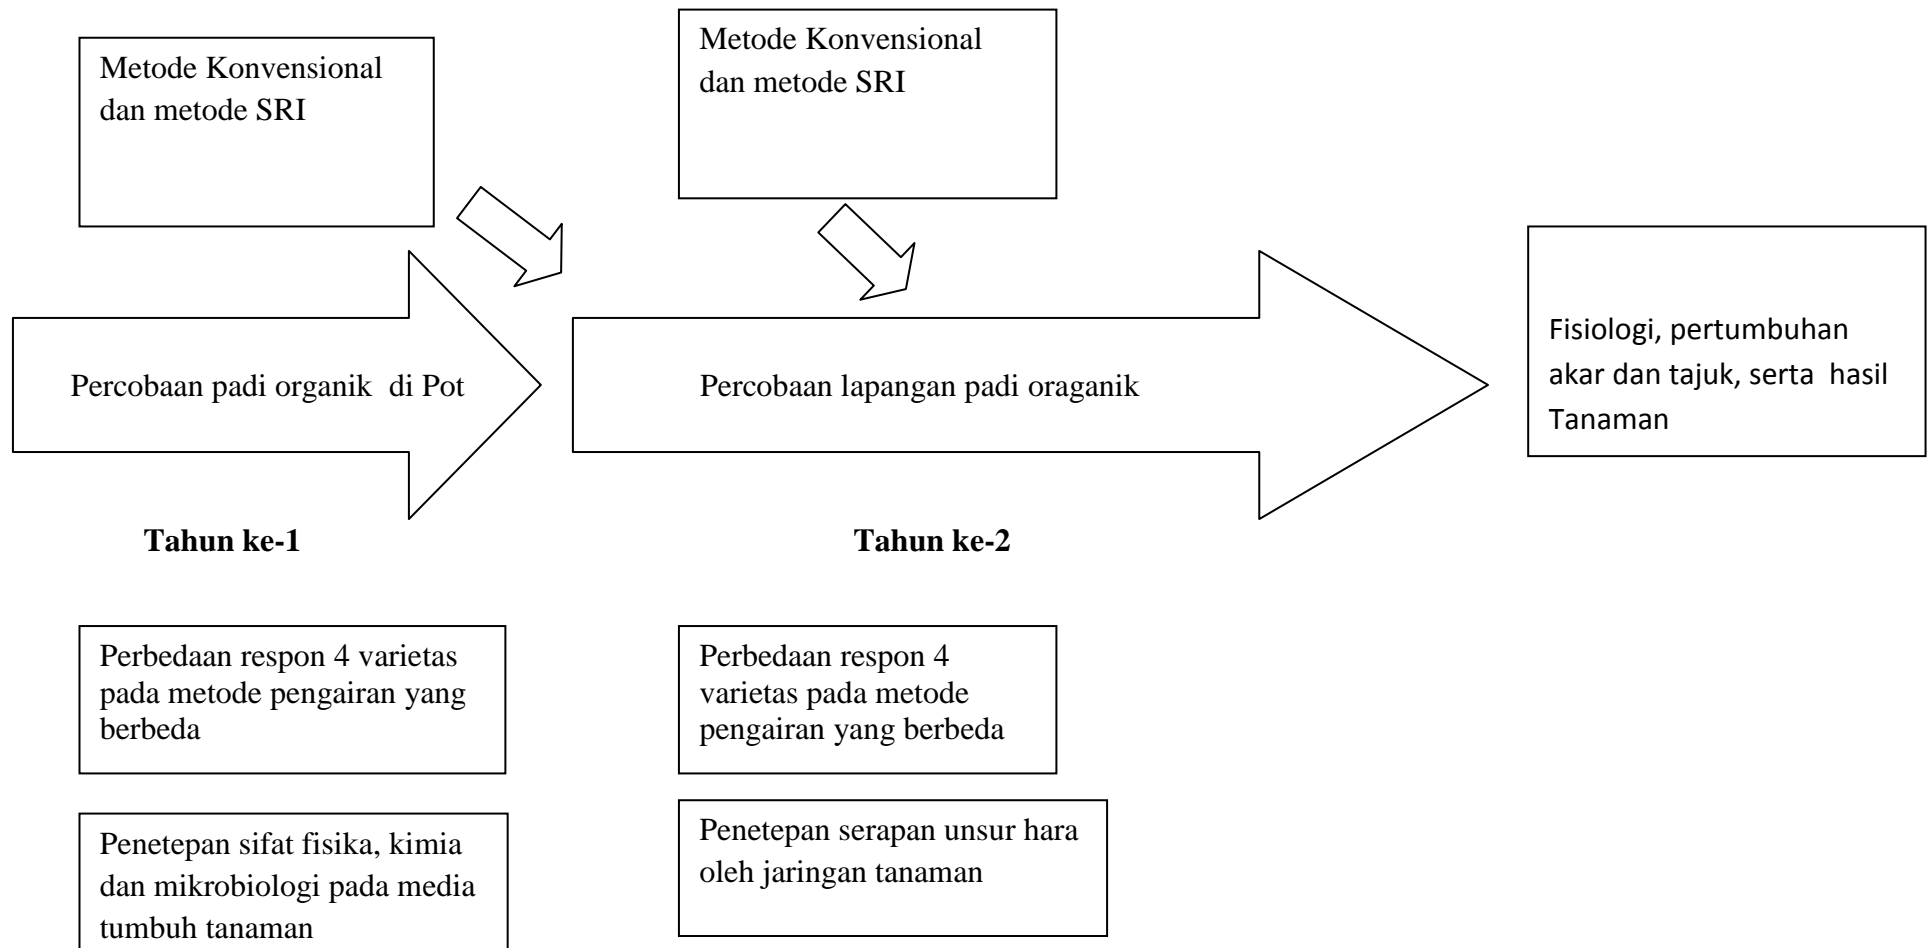 Metode Konvensional
dan metode SRI
Metode Konvensional
dan metode SRI
Percobaan padi organik di Pot
Percobaan lapangan padi oraganik
Fisiologi, pertumbuhan
akar dan tajuk, serta hasil
Tanaman
Tahun ke-1
Tahun ke-2
Perbedaan respon 4 varietas
pada metode pengairan yang
berbeda
Perbedaan respon 4
varietas pada metode
pengairan yang berbeda
Penetepan sifat fisika, kimia
dan mikrobiologi pada media
tumbuh tanaman
Penetepan serapan unsur hara
oleh jaringan tanaman